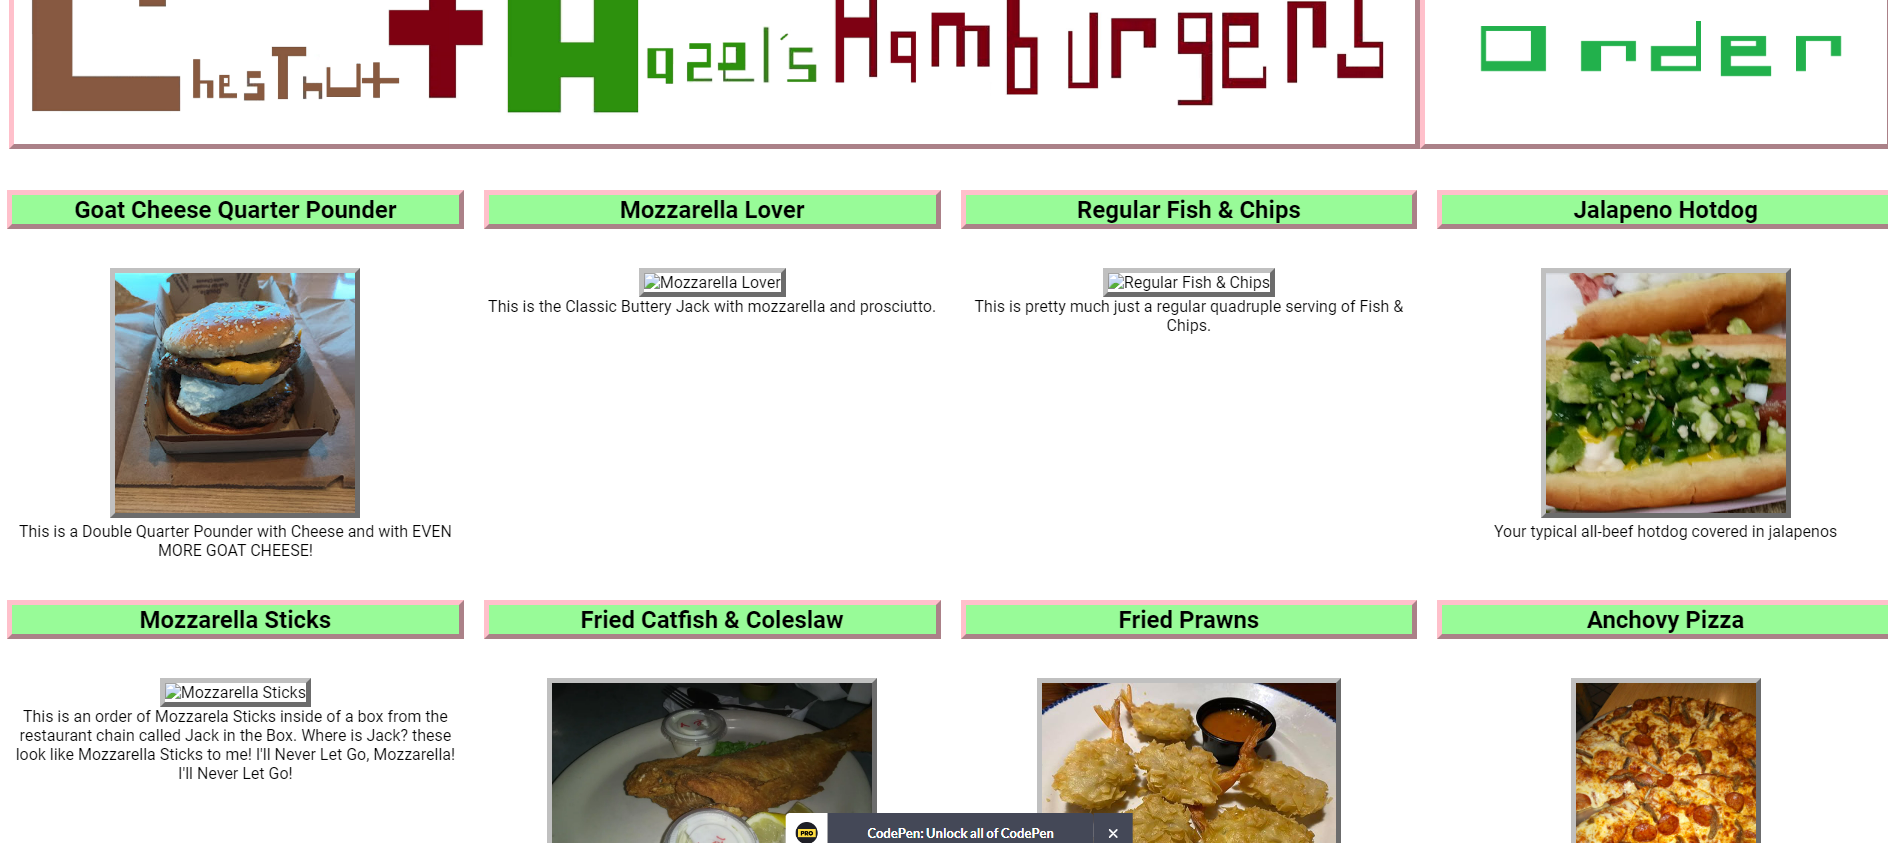 Chestnut + Hazel's Hamburgers
Order
Goat Cheese Quarter Pounder
Mozzarella Lover
Regular Fish & Chips
Jalapeno Hotdog
Mozzarella Lover
Regular Fish & Chips
This is the Classic Buttery Jack with mozzarella and prosciutto.
This is pretty much just a regular quadruple serving of Fish &
Chips.
This is a Double Quarter Pounder with Cheese and with EVEN
MORE GOAT CHEESE!
Your typical all-beef hotdog covered in jalapenos
Mozzarella Sticks
Fried Catfish & Coleslaw
Fried Prawns
Anchovy Pizza
Mozzarella Sticks
This is an order of Mozzarela Sticks inside of a box from the
restaurant chain called Jack in the Box. Where is Jack? these
look like Mozzarella Sticks to me! I'll Never Let Go, Mozzarella!
I'll Never Let Go!
PRO
CodePen: Unlock all of CodePen